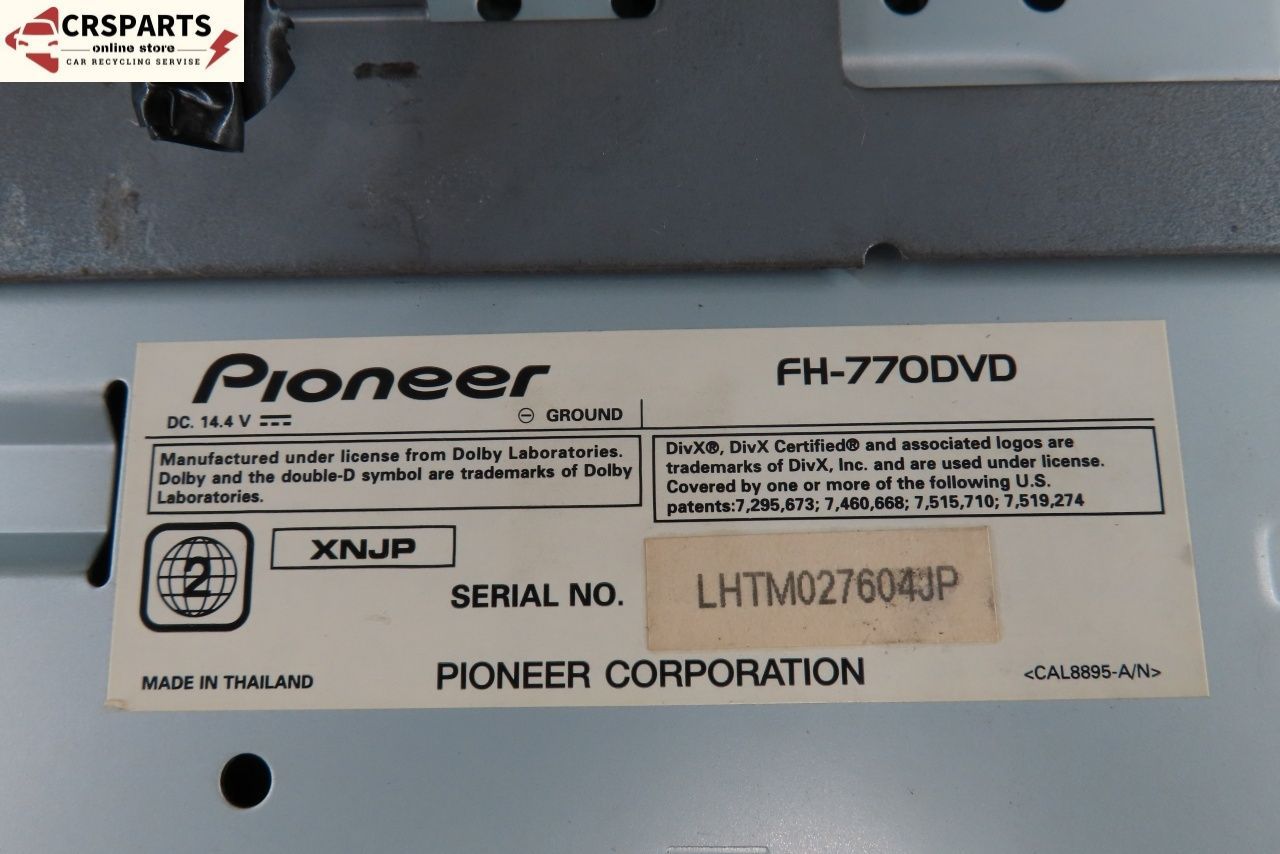 CRSPARTS
online store
CAR RECYCLING SERVISE
Pioneer
FH-770DVD
DC. 14.4 V
⊖ GROUND
Manufactured under license from Dolby Laboratories.
Dolby and the double-D symbol are trademarks of Dolby
Laboratories.
DivX®, DivX Certified® and associated logos are
trademarks of DivX, Inc. and are used under license.
Covered by one or more of the following U.S.
patents:7,295,673; 7,460,668; 7,515,710; 7,519,274
2
XNJP
SERIAL NO.
LHTM027604JP
MADE IN THAILAND
PIONEER CORPORATION
<CAL8895-A/N>